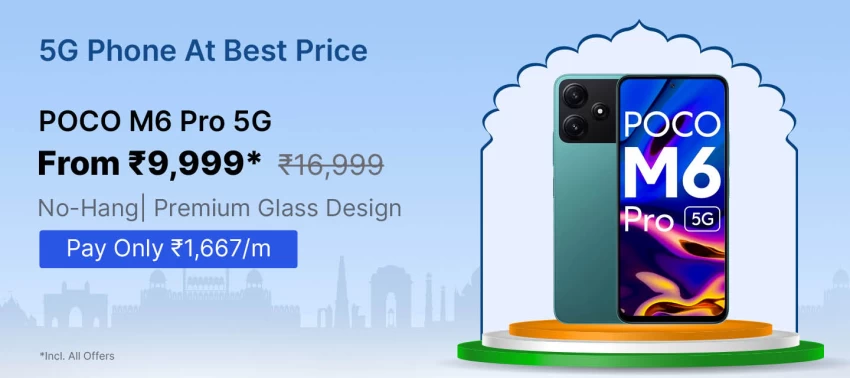 5G Phone At Best Price
POCO M6 Pro 5G
From ₹9,999* ₹16,999
No-Hang| Premium Glass Design
Pay Only ₹1,667/m
*Incl. All Offers
POCO
M6
Pro 5G